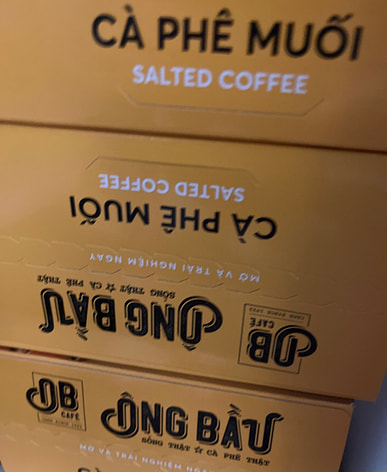 CÀ PHÊ MUỐI
SALTED COFFEE
SALTED COFFEE
CÀ PHÊ MUỐI
MỞ VÀ TRẢI NGHIỆM NGAY
ÔNG BẦU
SỐNG THẬT ☆ CÀ PHÊ THẬT
OB
CAFÉ
OB
CAFÉ
ÔNG BẦU
SỐNG THẬT ☆ CÀ PHÊ THẬT
MỞ VÀ TRẢI NGHIỆM